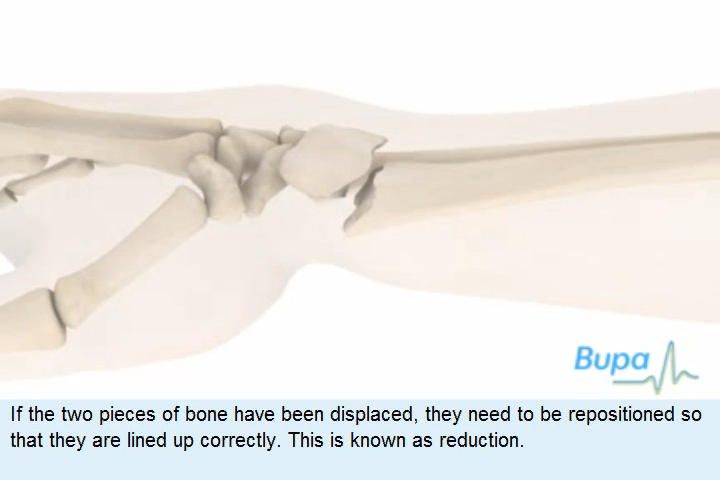 Bupa
If the two pieces of bone have been displaced, they need to be repositioned so
that they are lined up correctly. This is known as reduction.